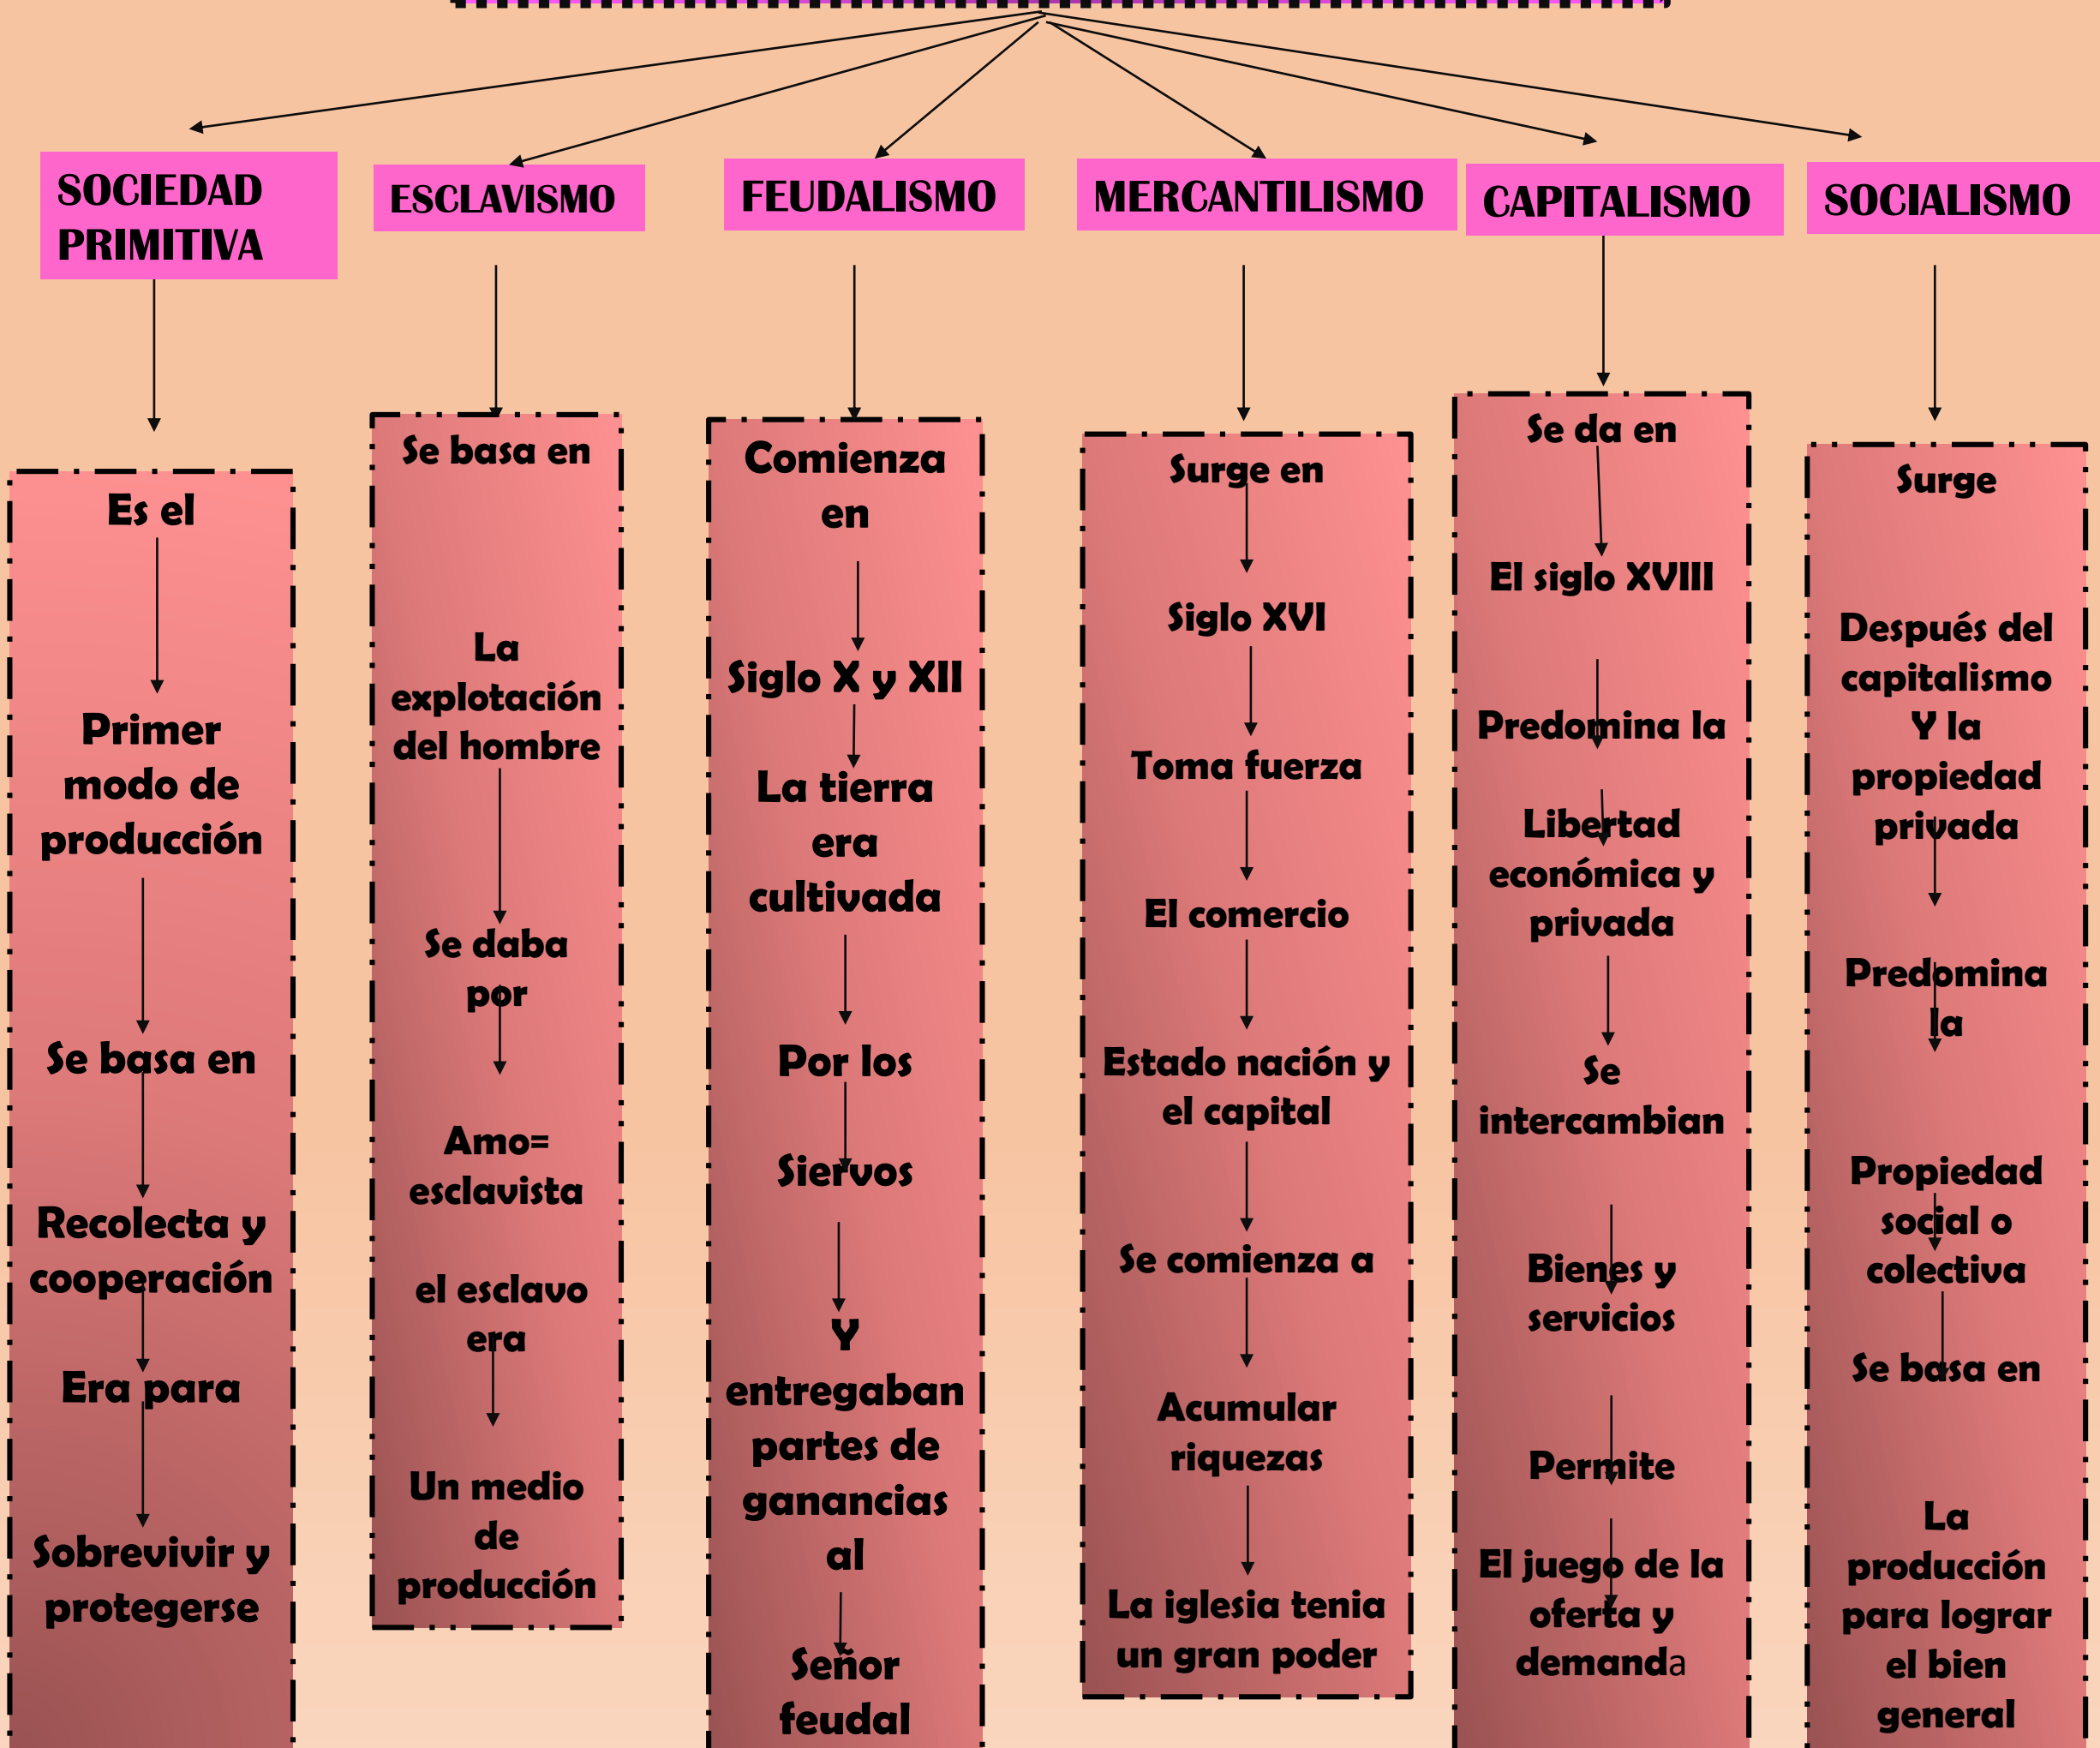 SOCIEDAD
PRIMITIVA
ESCLAVISMO
FEUDALISMO
MERCANTILISMO
CAPITALISMO
SOCIALISMO
Es el
Primer
modo de
producción
Se basa en
Recolecta y
cooperación
Era para
Sobrevivir y
protegerse
Se basa en
La
explotación
del hombre
Se daba
por
Amo=
esclavista
el esclavo
era
Un medio
de
producción
Comienza
en
Siglo X y XII
La tierra
era
cultivada
Por los
Siervos
Y
entregaban
partes de
ganancias
al
Señor
feudal
Surge en
Siglo XVI
Toma fuerza
El comercio
Estado nación y
el capital
Se comienza a
Acumular
riquezas
La iglesia tenia
un gran poder
Se da en
El siglo XVIII
Predomina la
Libertad
económica y
privada
Se
intercambian
Bienes y
servicios
Permite
El juego de la
oferta y
demanda
Surge
Después del
capitalismo
Y la
propiedad
privada
Predomina
la
Propiedad
social o
colectiva
Se basa en
La
producción
para lograr
el bien
general